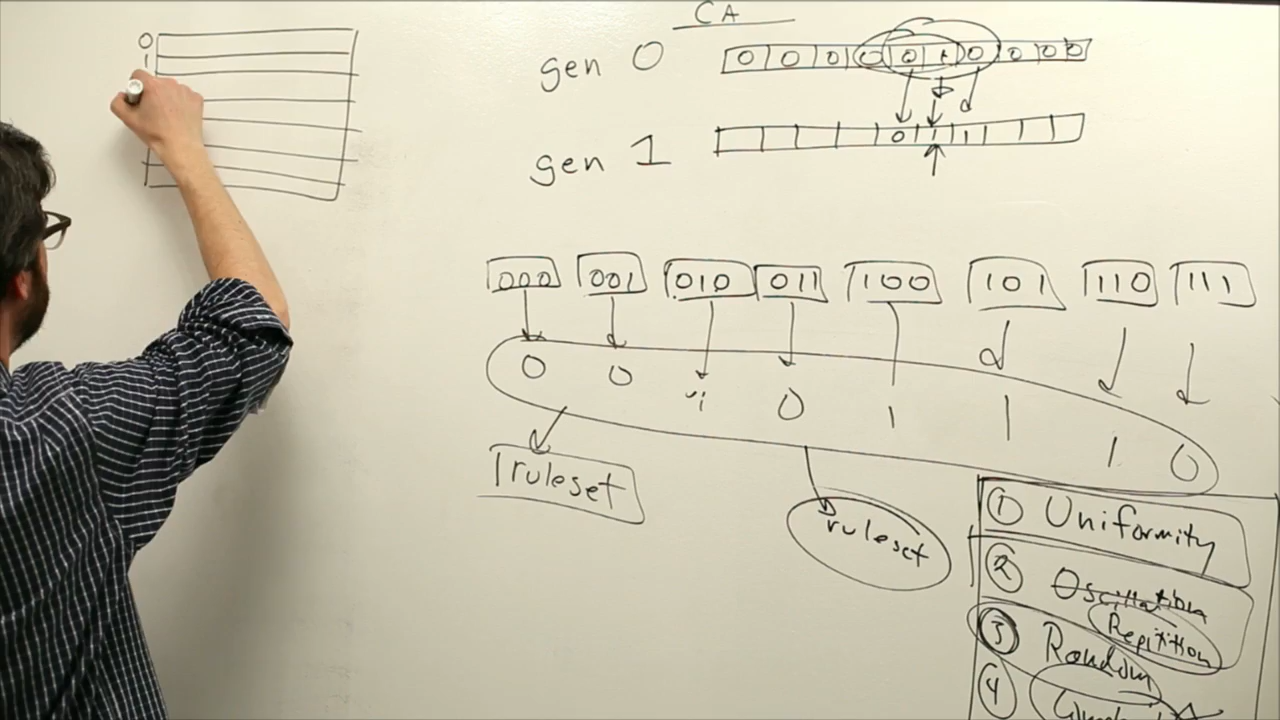 CA
0
1
gen 0
0 0 0 0 0 1 0 0 0 0
gen 1
0 1 1
000 001 010 011 100 101 110 111
0 0 1 0 1 1 1 0
ruleset
ruleset
① Uniformity
② Oscillation
Repitition
③ Random
④